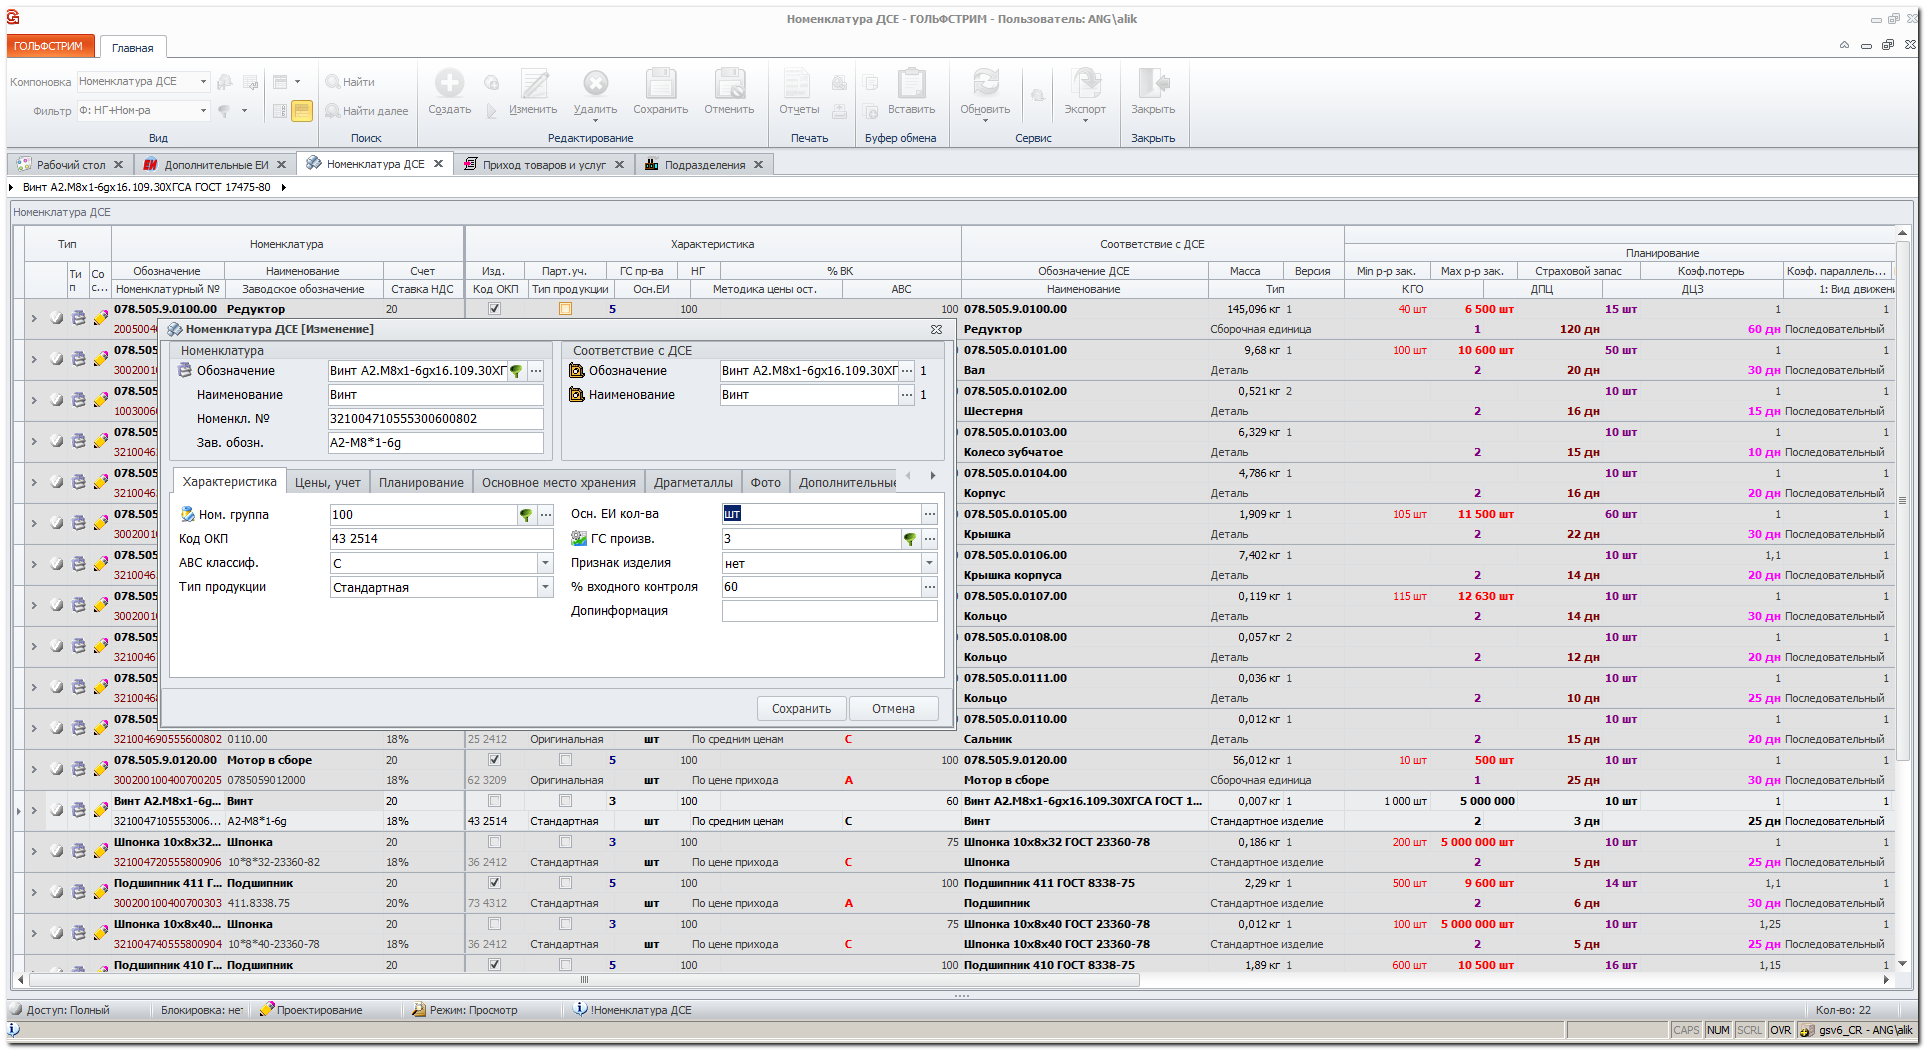 Номенклатура ДСЕ - ГОЛЬФСТРИМ - Пользователь: ANG\alik
ГОЛЬФСТРИМ Главная
Компоновка Номенклатура ДСЕ
Фильтр Ф: НГ+Ном-ра
Найти
Найти далее
Создать Изменить Удалить Сохранить Отменить Отчеты Вставить Обновить Экспорт Закрыть
Вид Поиск Редактирование Печать Буфер обмена Сервис Закрыть
Рабочий стол Дополнительные ЕИ Номенклатура ДСЕ Приход товаров и услуг Подразделения
Винт А2.М8х1-6gх16.109.30ХГСА ГОСТ 17475-80
Номенклатура ДСЕ
Тип Номенклатура Характеристика Соответствие с ДСЕ
Планирование
Ти п Со с... Обозначение Наименование Счет Изд. Парт.уч. ГС пр-ва НГ % ВК Обозначение ДСЕ Масса Версия Min р-р зак. Max р-р зак. Страховой запас Коэф.потерь Коэф. параллель...
Номенклатурный № Заводское обозначение Ставка НДС Код ОКП Тип продукции Осн.ЕИ Методика цены ост. АВС Наименование Тип КГО ДПЦ ДЦЗ 1: Вид движен
078.505.9.0100.00 Редуктор 20 5 100 100 078.505.9.0100.00 145,096 кг 1 40 шт 6 500 шт 15 шт 1 1
2005004 Редуктор Сборочная единица 1 120 дн 60 дн Последовательный
078.505 078.505.0.0101.00 9,68 кг 1 100 шт 10 600 шт 50 шт 1 1
3002001 Вал Деталь 2 20 дн 30 дн Последовательный
078.505 078.505.0.0102.00 0,521 кг 2 10 шт 1 1
1003006 Шестерня Деталь 2 16 дн 15 дн Последовательный
078.505 078.505.0.0103.00 6,329 кг 1 10 шт 1 1
3210046 Колесо зубчатое Деталь 2 15 дн 10 дн Последовательный
078.505 078.505.0.0104.00 4,786 кг 1 10 шт 1 1
3210046 Корпус Деталь 2 16 дн 20 дн Последовательный
078.505 078.505.0.0105.00 1,909 кг 1 105 шт 11 500 шт 60 шт 1 1
3002001 Крышка Деталь 2 22 дн 30 дн Последовательный
078.505 078.505.0.0106.00 7,402 кг 1 10 шт 1,1 1
3210046 Крышка корпуса Деталь 2 14 дн 20 дн Последовательный
078.505 078.505.0.0107.00 0,119 кг 1 115 шт 12 630 шт 10 шт 1 1
3002001 Кольцо Деталь 2 14 дн 30 дн Последовательный
078.505 078.505.0.0108.00 0,057 кг 2 10 шт 1 1
3210046 Кольцо Деталь 2 12 дн 20 дн Последовательный
078.505 078.505.0.0111.00 0,036 кг 1 10 шт 1 1
3210046 Кольцо Деталь 2 10 дн 25 дн Последовательный
078.505 078.505.0.0110.00 0,012 кг 1 10 шт 1 1
321004690555600802 0110.00 18% 25 2412 Оригинальная шт По средним ценам С Сальник Деталь 2 15 дн 20 дн Последовательный
078.505.9.0120.00 Мотор в сборе 20 5 100 100 078.505.9.0120.00 56,012 кг 1 10 шт 500 шт 10 шт 1 1
300200100400700205 0785059012000 18% 62 3209 Оригинальная шт По цене прихода А Мотор в сборе Сборочная единица 1 25 дн 30 дн Последовательный
Винт А2.М8х1-6g... Винт 20 3 100 60 Винт А2.М8х1-6gх16.109.30ХГСА ГОСТ 1... 0,007 кг 1 1 000 шт 5 000 000 10 шт 1 1
3210047105553006... А2-М8*1-6g 18% 43 2514 Стандартная шт По средним ценам С Винт Стандартное изделие 2 3 дн 25 дн Последовательный
Шпонка 10х8х32... Шпонка 20 3 100 75 Шпонка 10х8х32 ГОСТ 23360-78 0,186 кг 1 200 шт 5 000 000 шт 10 шт 1 1
321004720555800906 10*8*32-23360-82 18% 36 2412 Стандартная шт По цене прихода С Шпонка Стандартное изделие 2 5 дн 25 дн Последовательный
Подшипник 411 Г... Подшипник 20 5 100 100 Подшипник 411 ГОСТ 8338-75 2,29 кг 1 500 шт 9 600 шт 14 шт 1,1 1
300200100400700303 411.8338.75 20% 73 4312 Стандартная шт По цене прихода А Подшипник Стандартное изделие 2 6 дн 30 дн Последовательный
Шпонка 10х8х40... Шпонка 20 3 100 75 Шпонка 10х8х40 ГОСТ 23360-78 0,012 кг 1 100 шт 5 000 000 шт 10 шт 1,25 1
321004740555800904 10*8*40-23360-78 18% 36 2412 Стандартная шт По цене прихода С Шпонка 10х8х40 ГОСТ 23360-78 Стандартное изделие 2 5 дн 25 дн Последовательный
Подшипник 410 Г... Подшипник 20 5 100 100 Подшипник 410 ГОСТ 8338-75 1,89 кг 1 600 шт 10 500 шт 16 шт 1,15 1
Номенклатура ДСЕ [Изменение]
Номенклатура Соответствие с ДСЕ
Обозначение Винт А2.М8х1-6gх16.109.30ХГ Обозначение Винт А2.М8х1-6gх16.109.30ХГ 1
Наименование Винт Наименование Винт 1
Номенкл. № 321004710555300600802
Зав. обозн. А2-М8*1-6g
Характеристика Цены, учет Планирование Основное место хранения Драгметаллы Фото Дополнительные
Ном. группа 100 Осн. ЕИ кол-ва шт
Код ОКП 43 2514 ГС произв. 3
АВС классиф. С Признак изделия нет
Тип продукции Стандартная % входного контроля 60
Допинформация
Сохранить Отмена
Доступ: Полный Блокировка: нет Проектирование Режим: Просмотр !Номенклатура ДСЕ Кол-во: 22
CAPS NUM SCRL OVR gsv6_CR - ANG\alik